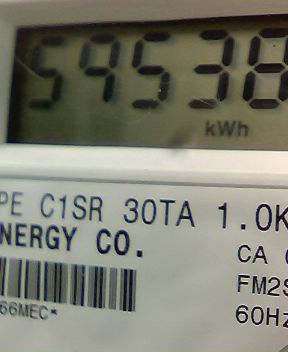 59538
kWh
PE C1SR 30TA 1.0K
NERGY CO.
CA
FM2S
66MEC*
60Hz